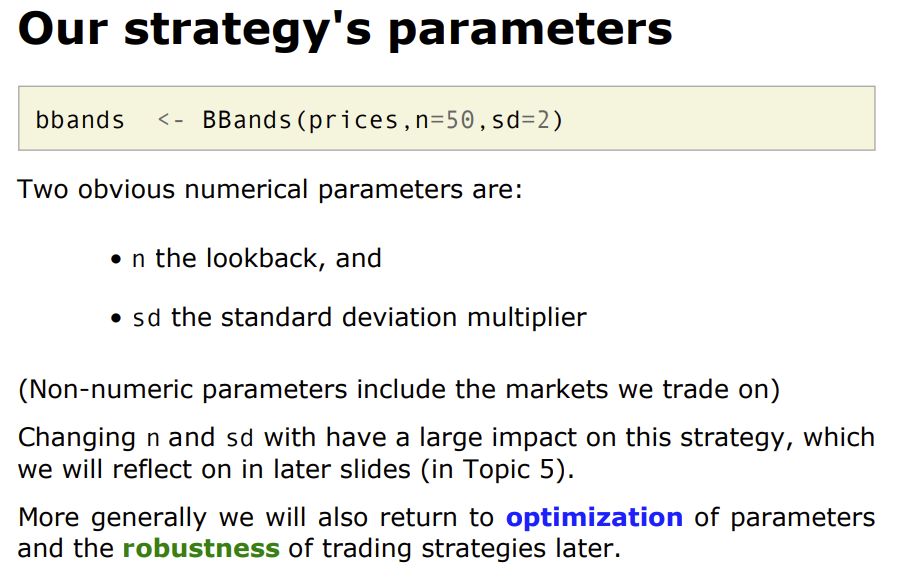 Our strategy's parameters
bbands  <- BBands(prices,n=50,sd=2)
Two obvious numerical parameters are:
• n the lookback, and
• sd the standard deviation multiplier
(Non-numeric parameters include the markets we trade on)
Changing n and sd with have a large impact on this strategy, which
we will reflect on in later slides (in Topic 5).
More generally we will also return to optimization of parameters
and the robustness of trading strategies later.